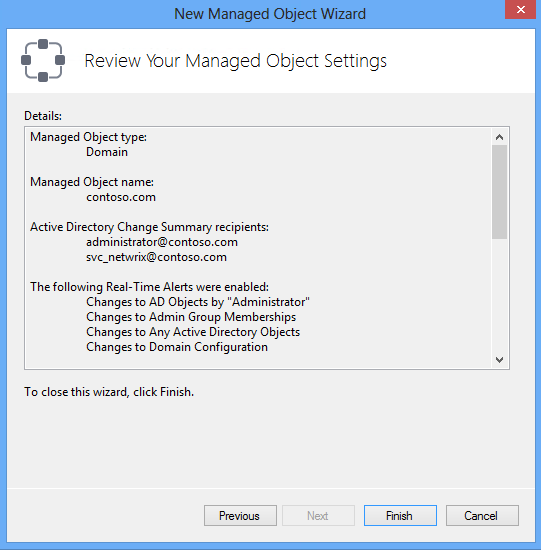 New Managed Object Wizard
Review Your Managed Object Settings
Details:
Managed Object type:
Domain
Managed Object name:
contoso.com
Active Directory Change Summary recipients:
administrator@contoso.com
svc_netwrix@contoso.com
The following Real-Time Alerts were enabled:
Changes to AD Objects by "Administrator"
Changes to Admin Group Memberships
Changes to Any Active Directory Objects
Changes to Domain Configuration
To close this wizard, click Finish.
Previous Next Finish Cancel